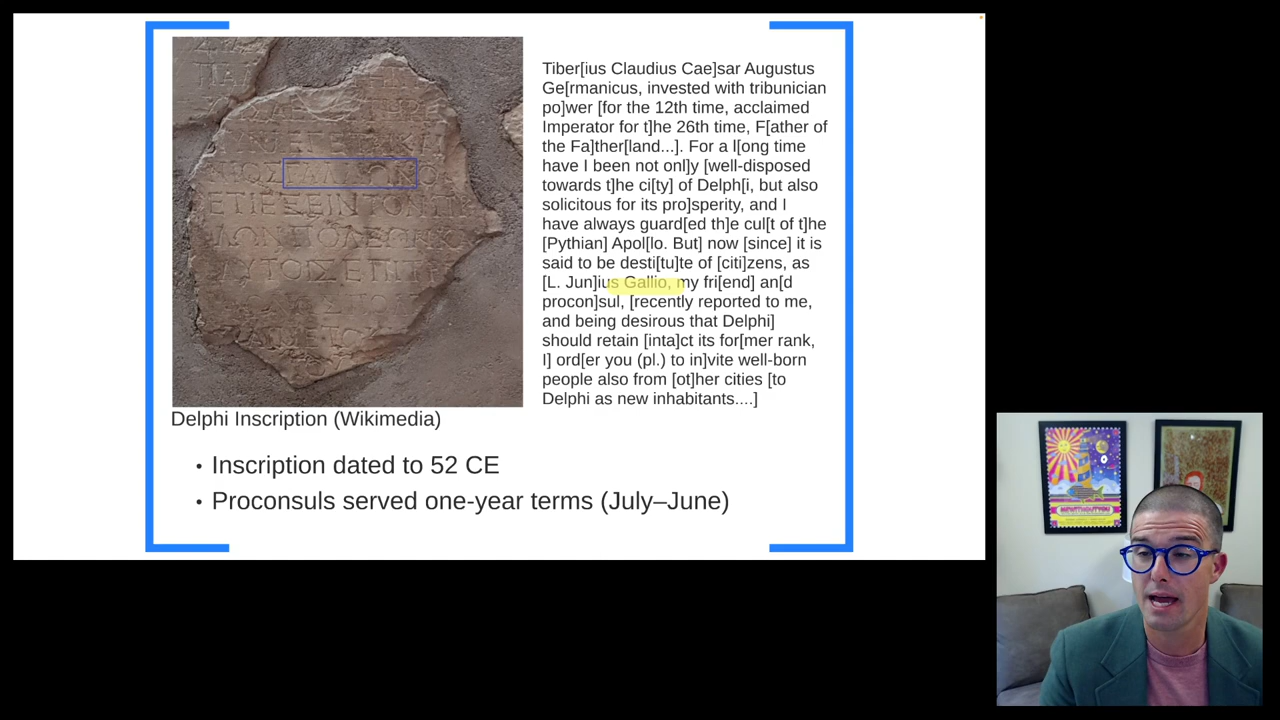 Tiber[ius Claudius Cae]sar Augustus
Ge[rmanicus, invested with tribunician
po]wer [for the 12th time, acclaimed
Imperator for t]he 26th time, F[ather of
the Fa]ther[land...]. For a l[ong time
have I been not onl]y [well-disposed
towards t]he ci[ty] of Delph[i, but also
solicitous for its pro]sperity, and I
have always guard[ed th]e cul[t of t]he
[Pythian] Apol[lo. But] now [since] it is
said to be desti[tu]te of [citi]zens, as
[L. Jun]ius Gallio, my fri[end] an[d
procon]sul, [recently reported to me,
and being desirous that Delphi]
should retain [inta]ct its for[mer rank,
I] ord[er you (pl.) to in]vite well-born
people also from [ot]her cities [to
Delphi as new inhabitants....]
ΕΤΙΕΞΕΙΝΤΟΝΤ
ΛΩΝΠΟΛΕΩΝΚ
ΑΥΤΟΙΣΕΠΙΤ
Delphi Inscription (Wikimedia)
• Inscription dated to 52 CE
• Proconsuls served one-year terms (July–June)